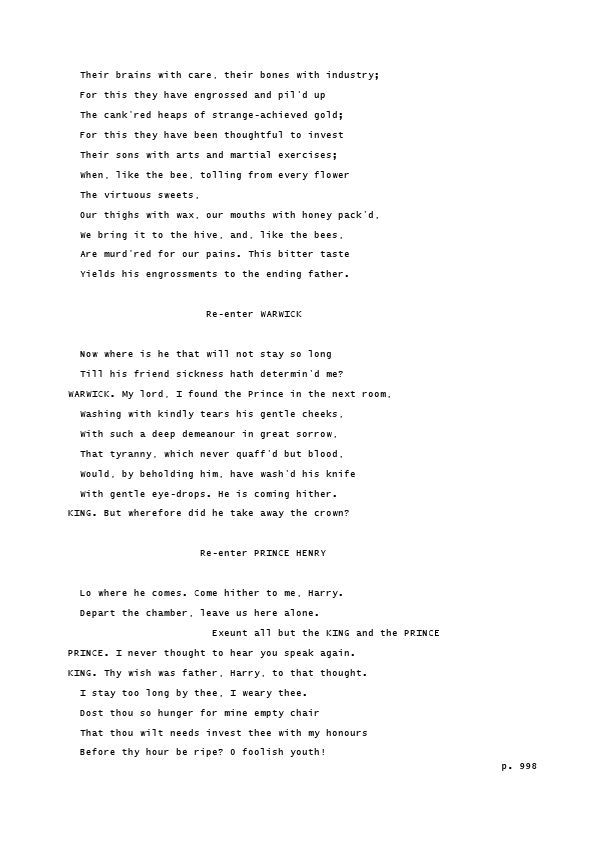 Their brains with care, their bones with industry;
For this they have engrossed and pil'd up
The cank'red heaps of strange-achieved gold;
For this they have been thoughtful to invest
Their sons with arts and martial exercises;
When, like the bee, tolling from every flower
The virtuous sweets,
Our thighs with wax, our mouths with honey pack'd,
We bring it to the hive, and, like the bees,
Are murd'red for our pains. This bitter taste
Yields his engrossments to the ending father.
Re-enter WARWICK
Now where is he that will not stay so long
Till his friend sickness hath determin'd me?
WARWICK. My lord, I found the Prince in the next room,
Washing with kindly tears his gentle cheeks,
With such a deep demeanour in great sorrow,
That tyranny, which never quaff'd but blood,
Would, by beholding him, have wash'd his knife
With gentle eye-drops. He is coming hither.
KING. But wherefore did he take away the crown?
Re-enter PRINCE HENRY
Lo where he comes. Come hither to me, Harry.
Depart the chamber, leave us here alone.
Exeunt all but the KING and the PRINCE
PRINCE. I never thought to hear you speak again.
KING. Thy wish was father, Harry, to that thought.
I stay too long by thee, I weary thee.
Dost thou so hunger for mine empty chair
That thou wilt needs invest thee with my honours
Before thy hour be ripe? O foolish youth!
p. 998